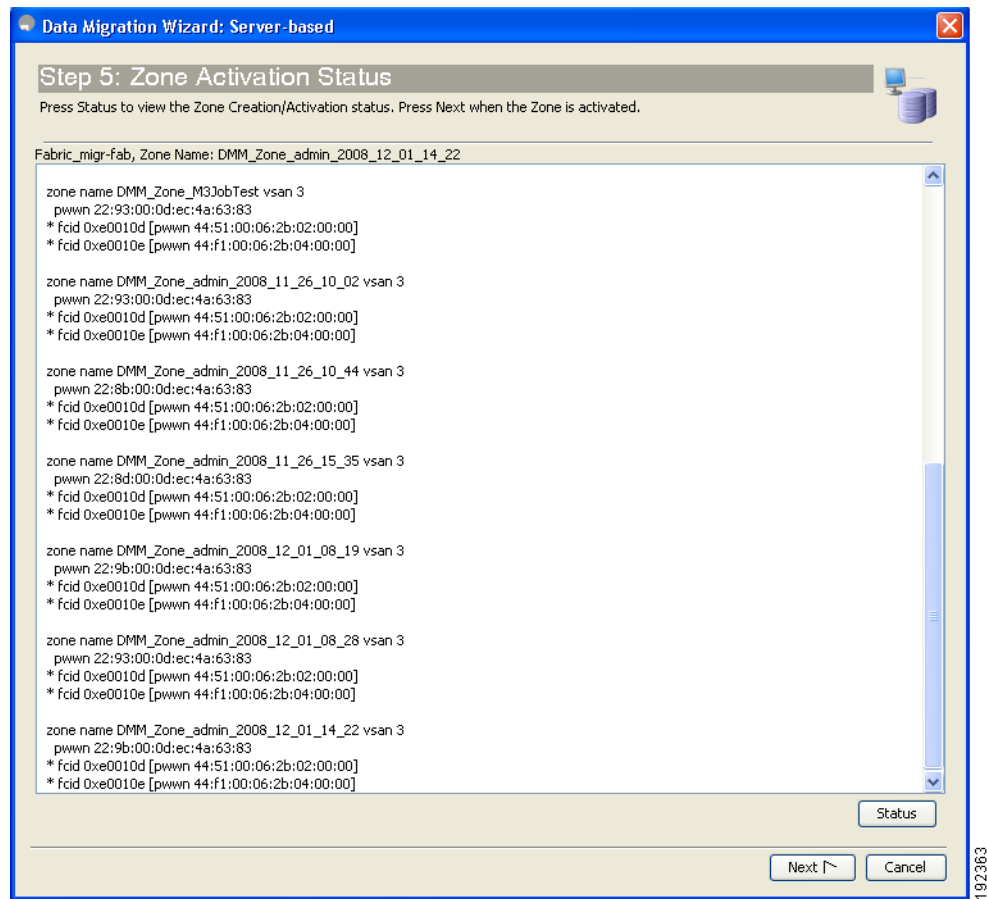 Data Migration Wizard: Server-based
Step 5: Zone Activation Status
Press Status to view the Zone Creation/Activation status. Press Next when the Zone is activated.
Fabric_migr-fab, Zone Name: DMM_Zone_admin_2008_12_01_14_22
zone name DMM_Zone_M3JobTest vsan 3
pwwn 22:93:00:0d:ec:4a:63:83
* fcid 0xe0010d [pwwn 44:51:00:06:2b:02:00:00]
* fcid 0xe0010e [pwwn 44:f1:00:06:2b:04:00:00]
zone name DMM_Zone_admin_2008_11_26_10_02 vsan 3
pwwn 22:93:00:0d:ec:4a:63:83
* fcid 0xe0010d [pwwn 44:51:00:06:2b:02:00:00]
* fcid 0xe0010e [pwwn 44:f1:00:06:2b:04:00:00]
zone name DMM_Zone_admin_2008_11_26_10_44 vsan 3
pwwn 22:8b:00:0d:ec:4a:63:83
* fcid 0xe0010d [pwwn 44:51:00:06:2b:02:00:00]
* fcid 0xe0010e [pwwn 44:f1:00:06:2b:04:00:00]
zone name DMM_Zone_admin_2008_11_26_15_35 vsan 3
pwwn 22:8d:00:0d:ec:4a:63:83
* fcid 0xe0010d [pwwn 44:51:00:06:2b:02:00:00]
* fcid 0xe0010e [pwwn 44:f1:00:06:2b:04:00:00]
zone name DMM_Zone_admin_2008_12_01_08_19 vsan 3
pwwn 22:9b:00:0d:ec:4a:63:83
* fcid 0xe0010d [pwwn 44:51:00:06:2b:02:00:00]
* fcid 0xe0010e [pwwn 44:f1:00:06:2b:04:00:00]
zone name DMM_Zone_admin_2008_12_01_08_28 vsan 3
pwwn 22:93:00:0d:ec:4a:63:83
* fcid 0xe0010d [pwwn 44:51:00:06:2b:02:00:00]
* fcid 0xe0010e [pwwn 44:f1:00:06:2b:04:00:00]
zone name DMM_Zone_admin_2008_12_01_14_22 vsan 3
pwwn 22:9b:00:0d:ec:4a:63:83
* fcid 0xe0010d [pwwn 44:51:00:06:2b:02:00:00]
* fcid 0xe0010e [pwwn 44:f1:00:06:2b:04:00:00]
Status
Next
Cancel
192363